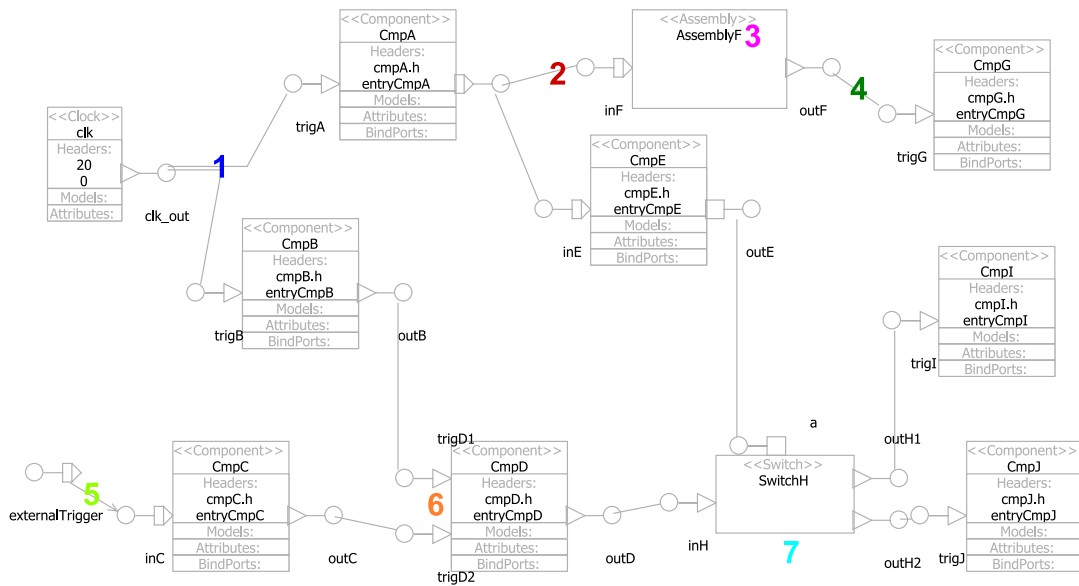 <<Clock>>
clk
Headers:
20
0
Models:
Attributes:
clk_out
1
<<Component>>
CmpA
Headers:
cmpA.h
entryCmpA
Models:
Attributes:
BindPorts:
trigA
2
<<Assembly>>
AssemblyF
3
inF
outF
4
<<Component>>
CmpG
Headers:
cmpG.h
entryCmpG
Models:
Attributes:
BindPorts:
trigG
<<Component>>
CmpE
Headers:
cmpE.h
entryCmpE
Models:
Attributes:
BindPorts:
inE
outE
<<Component>>
CmpB
Headers:
cmpB.h
entryCmpB
Models:
Attributes:
BindPorts:
trigB
outB
<<Component>>
CmpI
Headers:
cmpI.h
entryCmpI
Models:
Attributes:
BindPorts:
trigI
externalTrigger
5
<<Component>>
CmpC
Headers:
cmpC.h
entryCmpC
Models:
Attributes:
BindPorts:
inC
outC
trigD1
6
trigD2
<<Component>>
CmpD
Headers:
cmpD.h
entryCmpD
Models:
Attributes:
BindPorts:
outD
a
<<Switch>>
SwitchH
inH
7
outH1
outH2
<<Component>>
CmpJ
Headers:
cmpJ.h
entryCmpJ
Models:
Attributes:
BindPorts:
trigJ